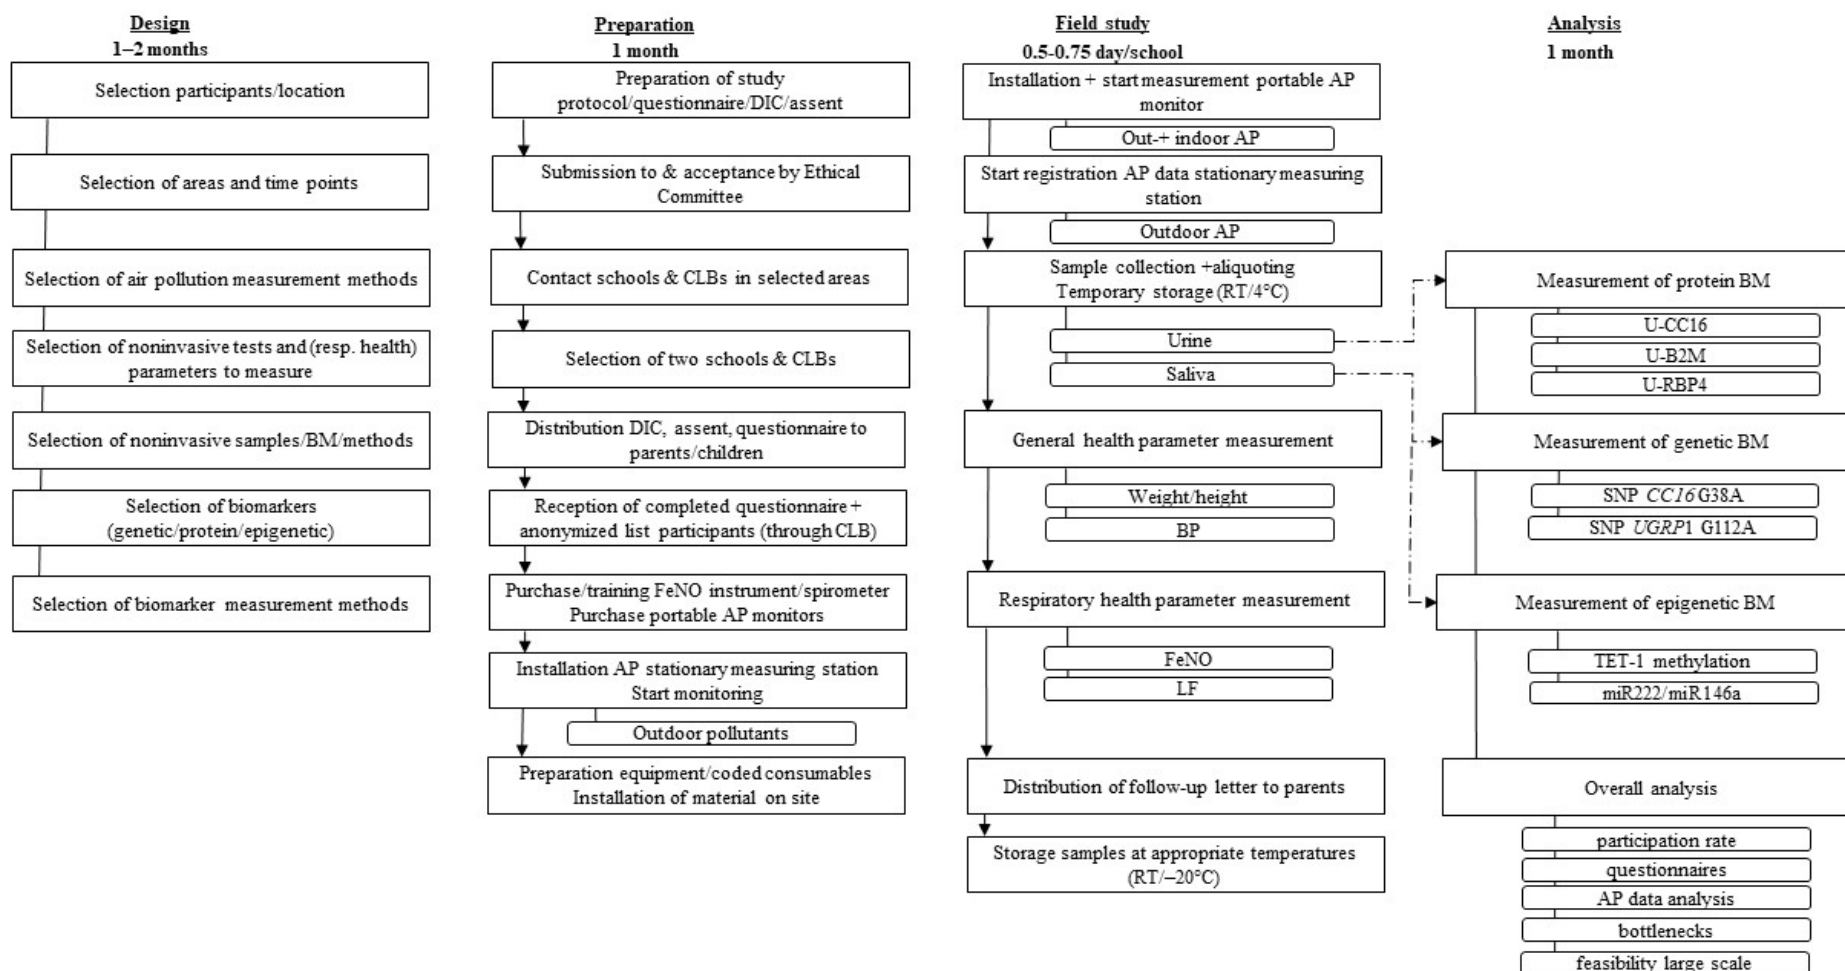 Design
1–2 months
Selection participants/location
Selection of areas and time points
Selection of air pollution measurement methods
Selection of noninvasive tests and (resp. health)
parameters to measure
Selection of noninvasive samples/BM/methods
Selection of biomarkers
(genetic/protein/epigenetic)
Selection of biomarker measurement methods
Preparation
1 month
Preparation of study
protocol/questionnaire/DIC/assent
Submission to & acceptance by Ethical
Committee
Contact schools & CLBs in selected areas
Selection of two schools & CLBs
Distribution DIC, assent, questionnaire to
parents/children
Reception of completed questionnaire +
anonymized list participants (through CLB)
Purchase/training FeNO instrument/spirometer
Purchase portable AP monitors
Installation AP stationary measuring station
Start monitoring
Outdoor pollutants
Preparation equipment/coded consumables
Installation of material on site
Field study
0.5-0.75 day/school
Installation + start measurement portable AP
monitor
Out-+ indoor AP
Start registration AP data stationary measuring
station
Outdoor AP
Sample collection +aliquoting
Temporary storage (RT/4°C)
Urine
Saliva
General health parameter measurement
Weight/height
BP
Respiratory health parameter measurement
FeNO
LF
Distribution of follow-up letter to parents
Storage samples at appropriate temperatures
(RT/–20°C)
Analysis
1 month
Measurement of protein BM
U-CC16
U-B2M
U-RBP4
Measurement of genetic BM
SNP CC16 G38A
SNP UGRP1 G112A
Measurement of epigenetic BM
TET-1 methylation
miR222/miR146a
Overall analysis
participation rate
questionnaires
AP data analysis
bottlenecks
feasibility large scale